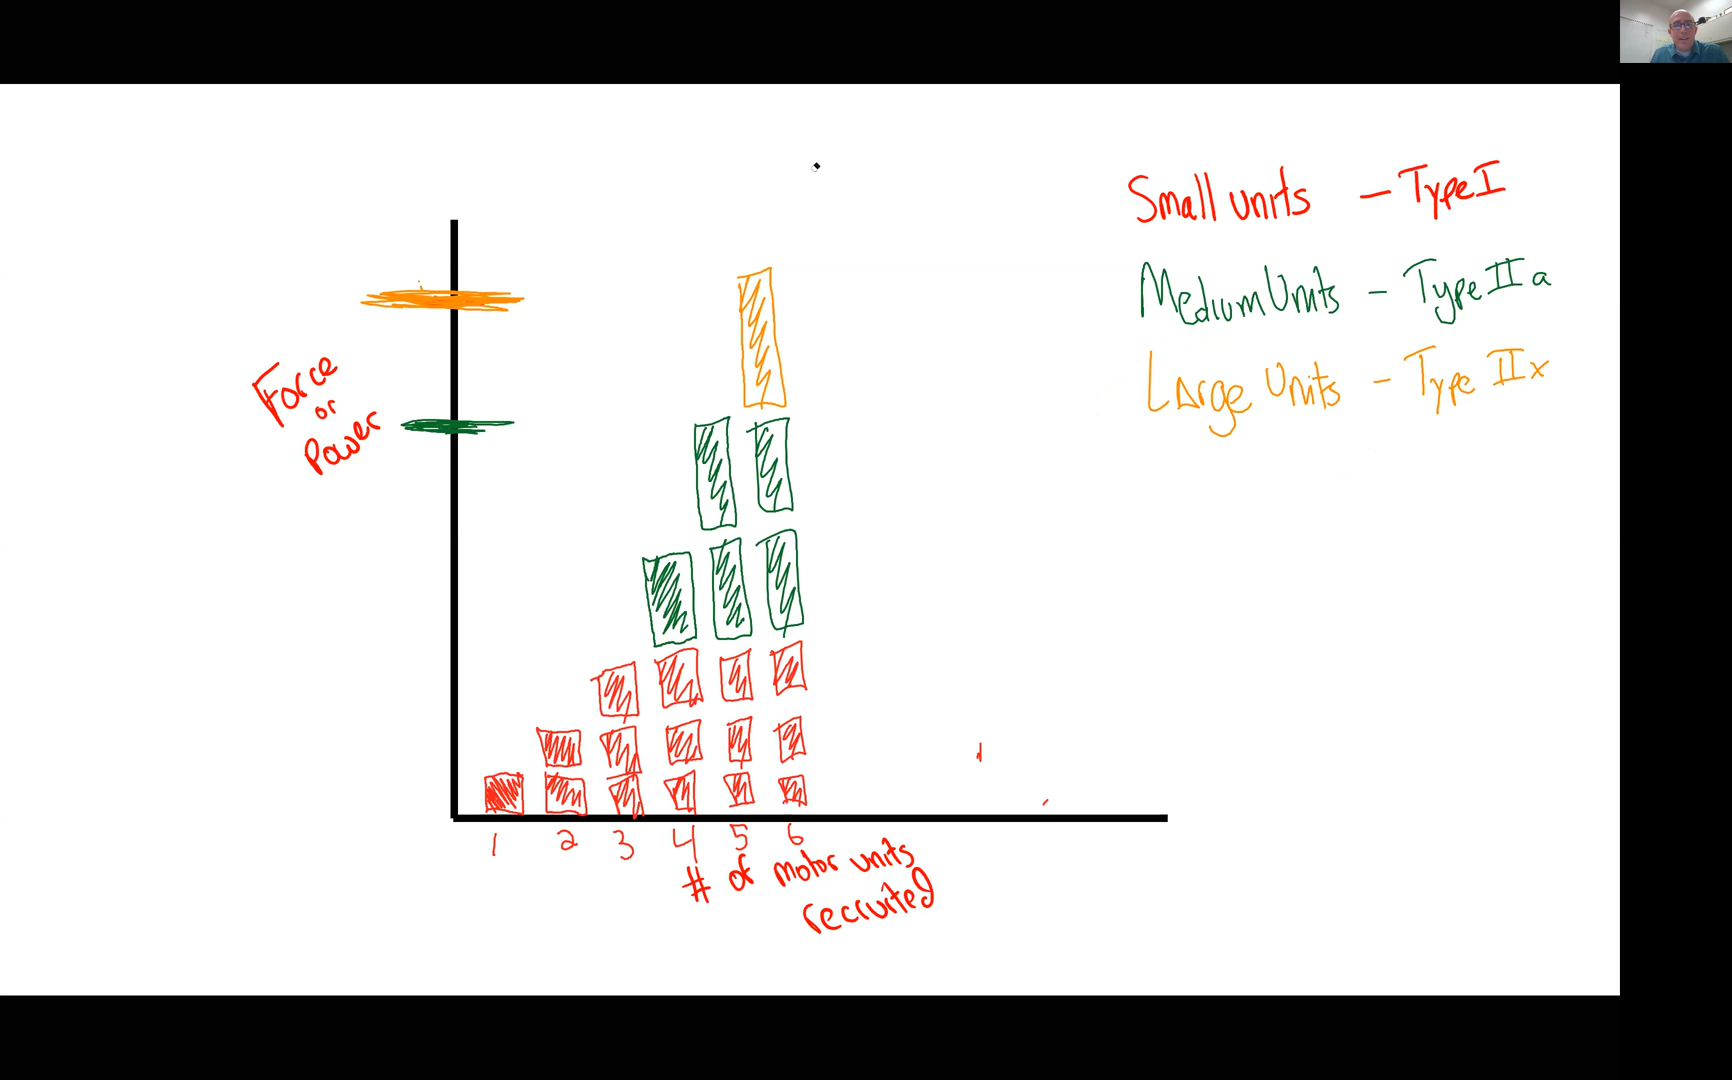 Small units - Type I
Medium Units - Type II a
Large Units - Type II x
Force
or
Power
1 2 3 4 5 6
# of motor units
recruited